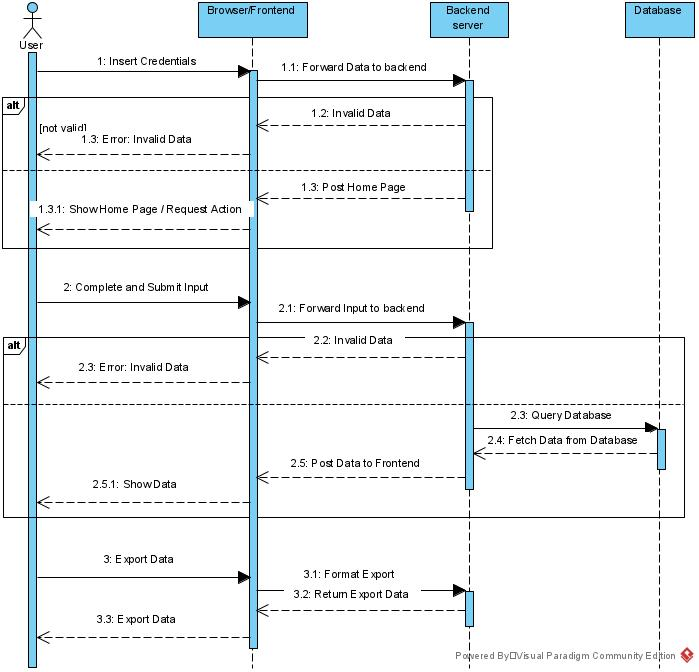 Browser/Frontend
Backend
server
Database
User
1: Insert Credentials
1.1: Forward Data to backend
alt
1.2: Invalid Data
[not valid]
1.3: Error: Invalid Data
1.3: Post Home Page
1.3.1: Show Home Page / Request Action
2: Complete and Submit Input
2.1: Forward Input to backend
alt
2.2: Invalid Data
2.3: Error: Invalid Data
2.3: Query Database
2.4: Fetch Data from Database
2.5: Post Data to Frontend
2.5.1: Show Data
3: Export Data
3.1: Format Export
3.2: Return Export Data
3.3: Export Data
Powered By Visual Paradigm Community Edition